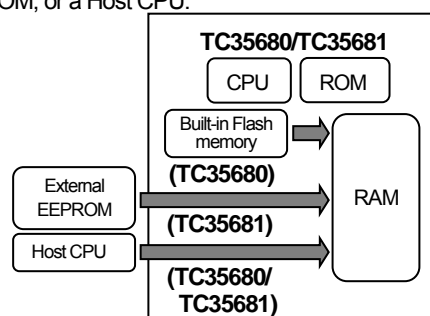 OM, or a Host CPU.
TC35680/TC35681
CPU
ROM
Built-in Flash
memory
(TC35680)
External
EEPROM
RAM
(TC35681)
Host CPU
(TC35680/
TC35681)